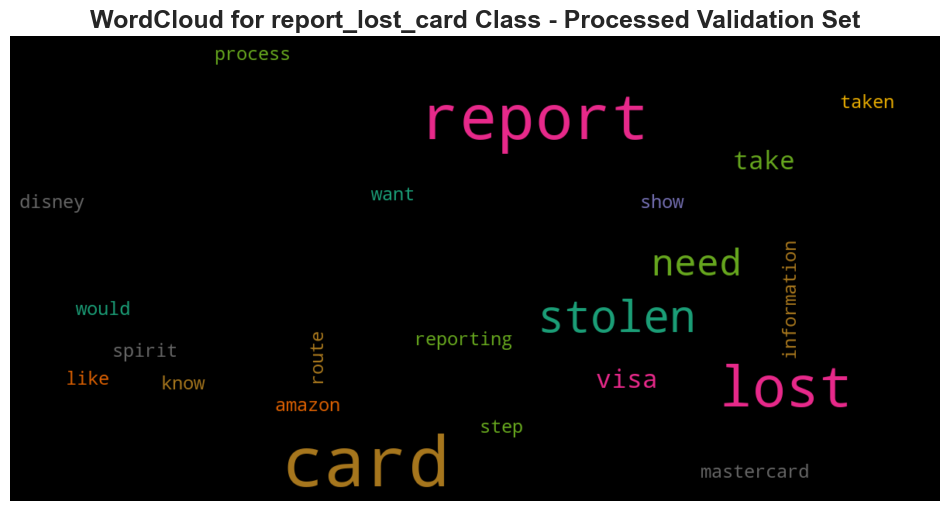 WordCloud for report_lost_card Class - Processed Validation Set
process
report
taken
take
disney
want
show
need
information
would
stolen
reporting
spirit
route
like
know
visa
lost
amazon
step
card
mastercard